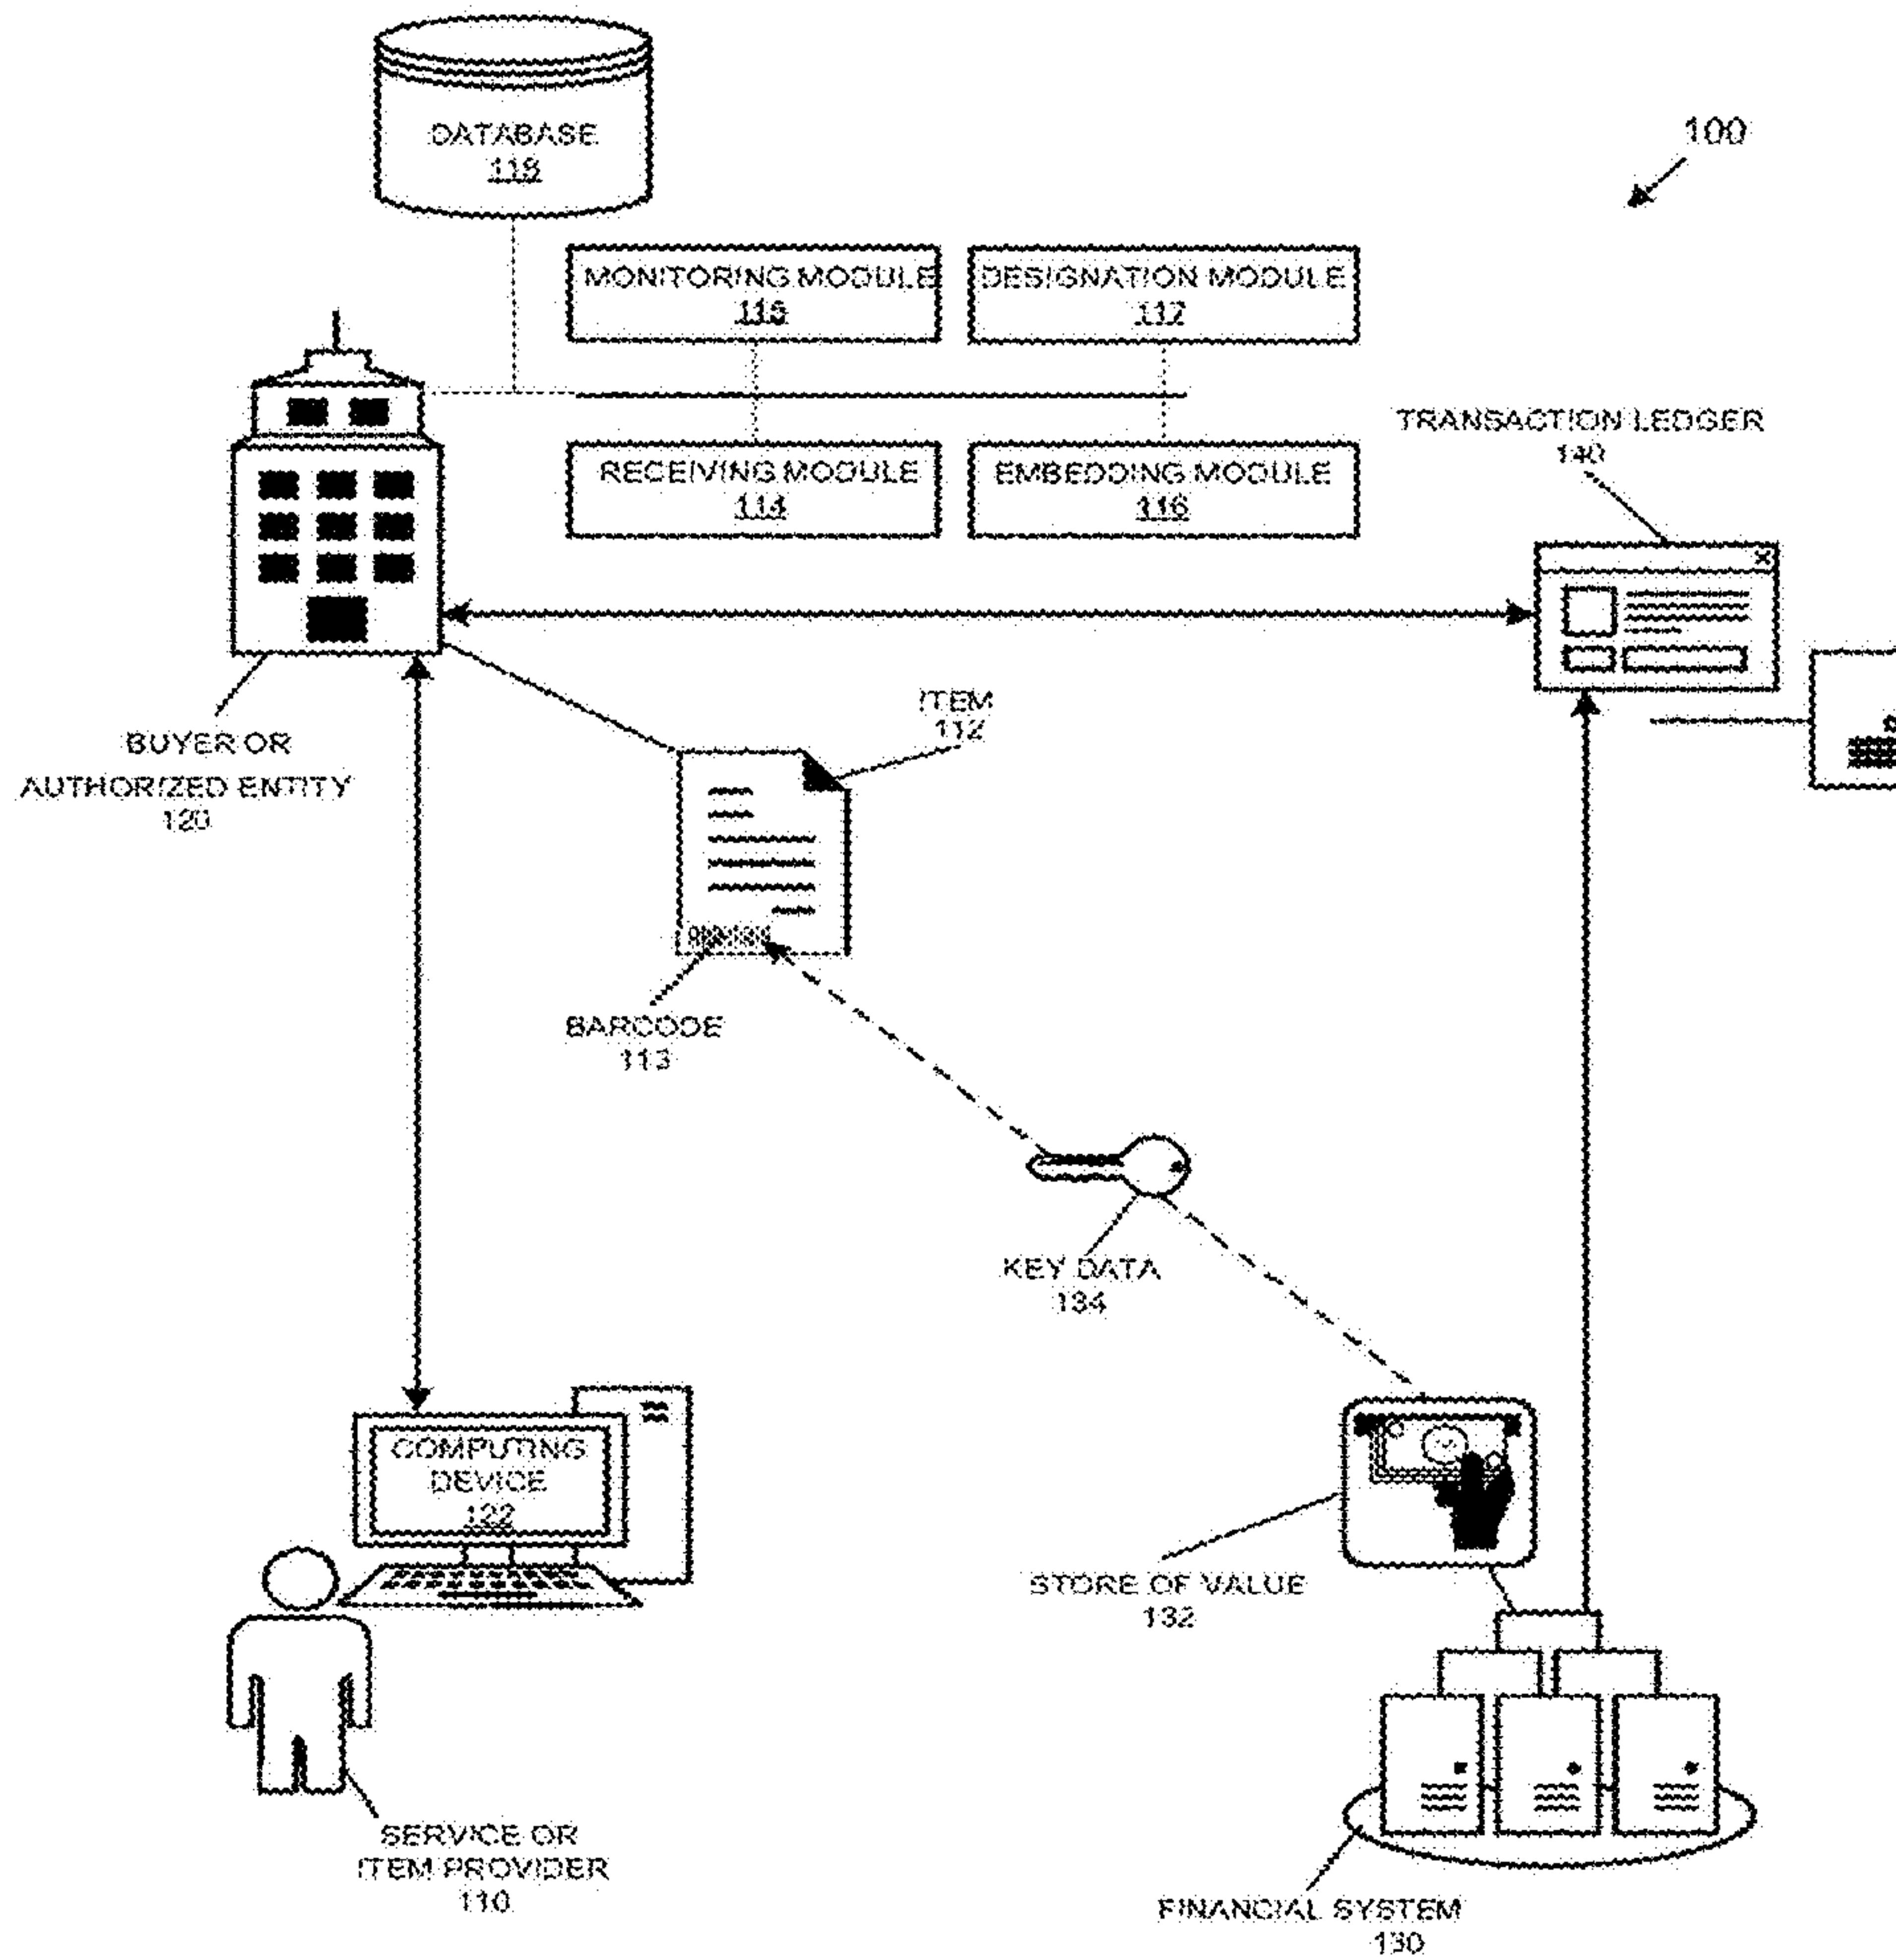 DATABASE
118
100
MONITORING MODULE
115
DESIGNATION MODULE
117
RECEIVING MODULE
114
EMBEDDING MODULE
116
TRANSACTION LEDGER
140
BUYER OR
AUTHORIZED ENTITY
120
ITEM
112
BARCODE
113
KEY DATA
134
COMPUTING
DEVICE
122
STORE OF VALUE
132
SERVICE OR
ITEM PROVIDER
110
FINANCIAL SYSTEM
130